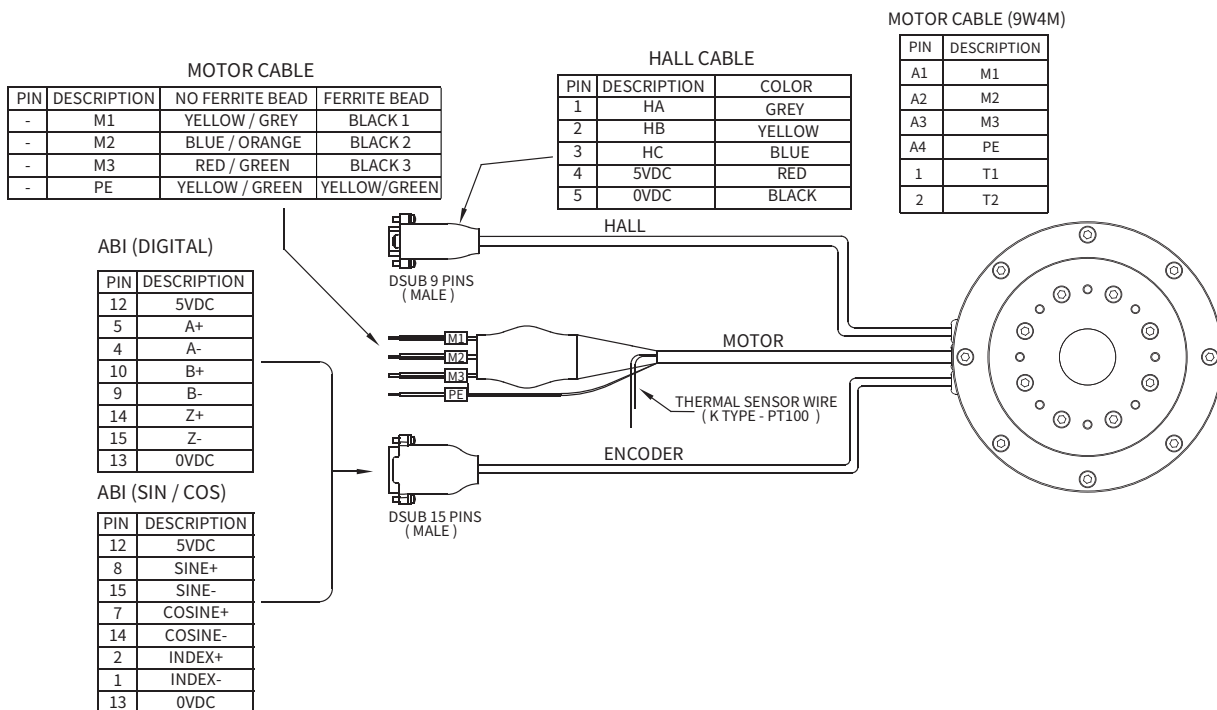 MOTOR CABLE (9W4M)
PIN DESCRIPTION
A1 M1
A2 M2
A3 M3
A4 PE
1 T1
2 T2
HALL CABLE
PIN DESCRIPTION COLOR
1 HA GREY
2 HB YELLOW
3 HC BLUE
4 5VDC RED
5 0VDC BLACK
MOTOR CABLE
PIN DESCRIPTION NO FERRITE BEAD FERRITE BEAD
- M1 YELLOW / GREY BLACK 1
- M2 BLUE / ORANGE BLACK 2
- M3 RED / GREEN BLACK 3
- PE YELLOW / GREEN YELLOW/GREEN
HALL
DSUB 9 PINS
( MALE )
ABI (DIGITAL)
PIN DESCRIPTION
12 5VDC
5 A+
4 A-
10 B+
9 B-
14 Z+
15 Z-
13 0VDC
M1
M2
M3
PE
MOTOR
THERMAL SENSOR WIRE
( K TYPE - PT100 )
ENCODER
DSUB 15 PINS
( MALE )
ABI (SIN / COS)
PIN DESCRIPTION
12 5VDC
8 SINE+
15 SINE-
7 COSINE+
14 COSINE-
2 INDEX+
1 INDEX-
13 0VDC